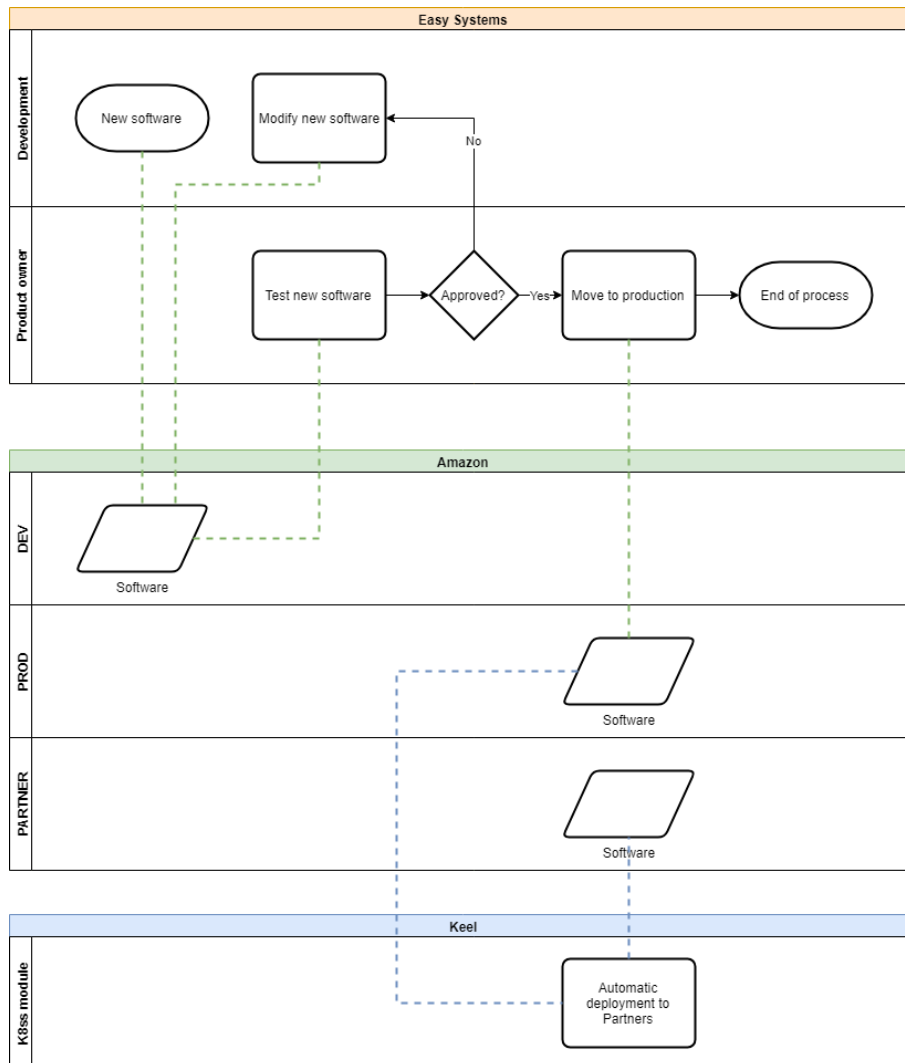 Easy Systems
Development
New software
Modify new software
No
Product owner
Test new software
Approved?
Yes
Move to production
End of process
Amazon
DEV
Software
PROD
Software
PARTNER
Software
Keel
K8ss module
Automatic
deployment to
Partners